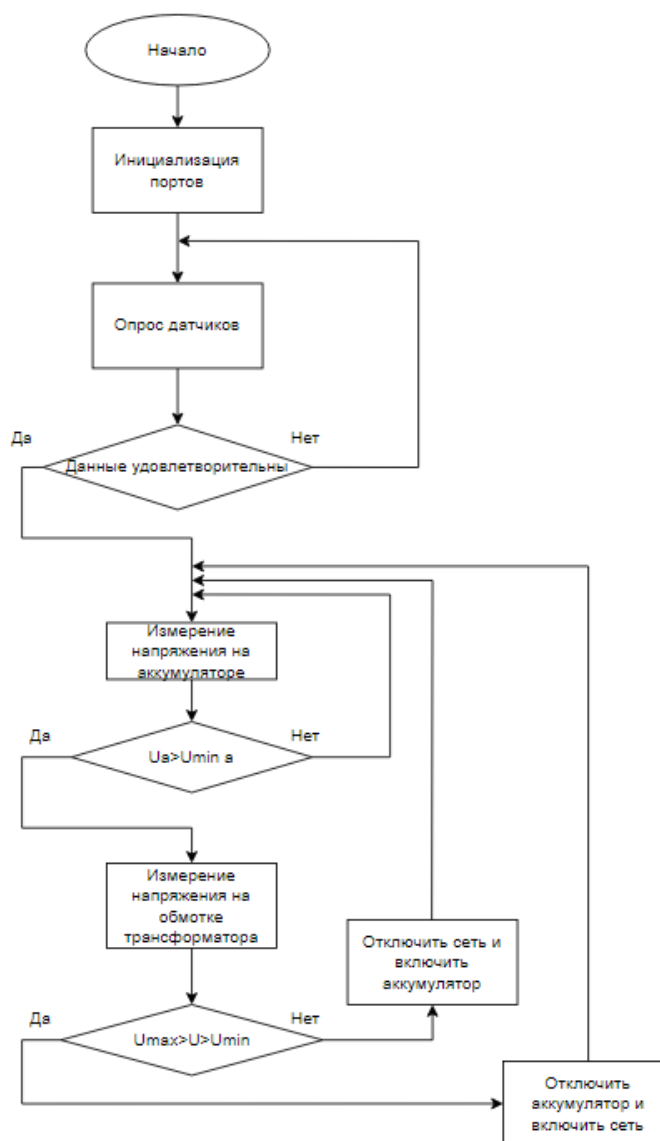 Начало
Инициализация
портов
Опрос датчиков
Да
Нет
Данные удовлетворительны
Измерение
напряжения на
аккумуляторе
Да
Нет
Ua>Umin a
Измерение
напряжения на
обмотке
трансформатора
Отключить сеть и
включить
аккумулятор
Да
Нет
Umax>U>Umin
Отключить
аккумулятор и
включить сеть